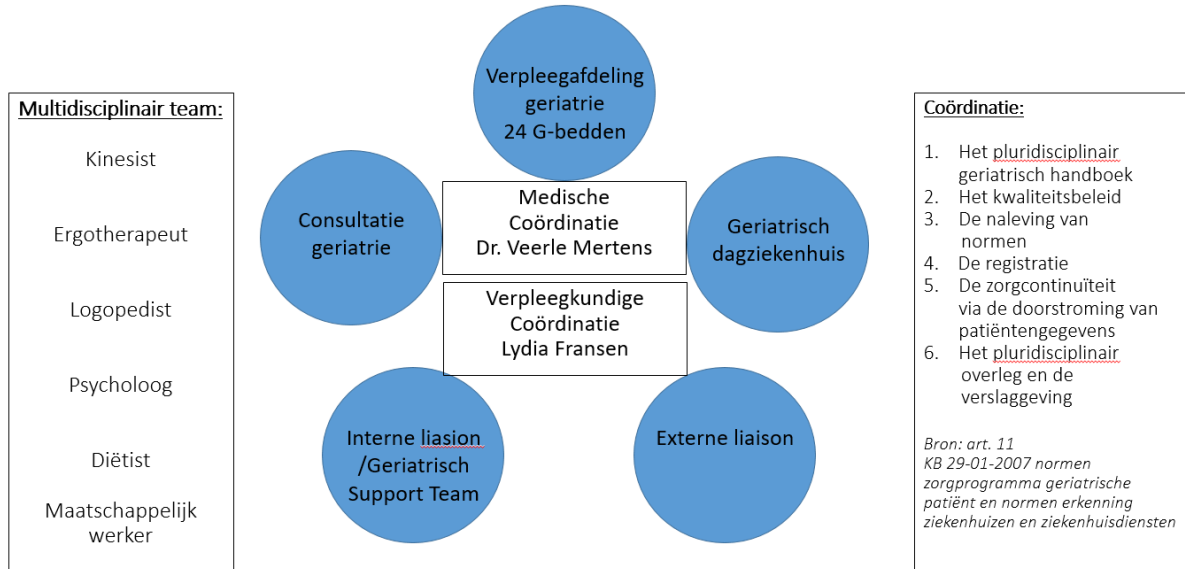 Multidisciplinair team:
Kinesist
Ergotherapeut
Logopedist
Psycholoog
Diëtist
Maatschappelijk
werker
Verpleegafdeling
geriatrie
24 G-bedden
Consultatie
geriatrie
Medische
Coördinatie
Dr. Veerle Mertens
Geriatrisch
dagziekenhuis
Verpleegkundige
Coördinatie
Lydia Fransen
Interne liasion
/Geriatrisch
Support Team
Externe liaison
Coördinatie:
1. Het pluridisciplinair
geriatrisch handboek
2. Het kwaliteitsbeleid
3. De naleving van
normen
4. De registratie
5. De zorgcontinuïteit
via de doorstroming van
patiëntengegevens
6. Het pluridisciplinair
overleg en de
verslaggeving
Bron: art. 11
KB 29-01-2007 normen
zorgprogramma geriatrische
patiënt en normen erkenning
ziekenhuizen en ziekenhuisdiensten